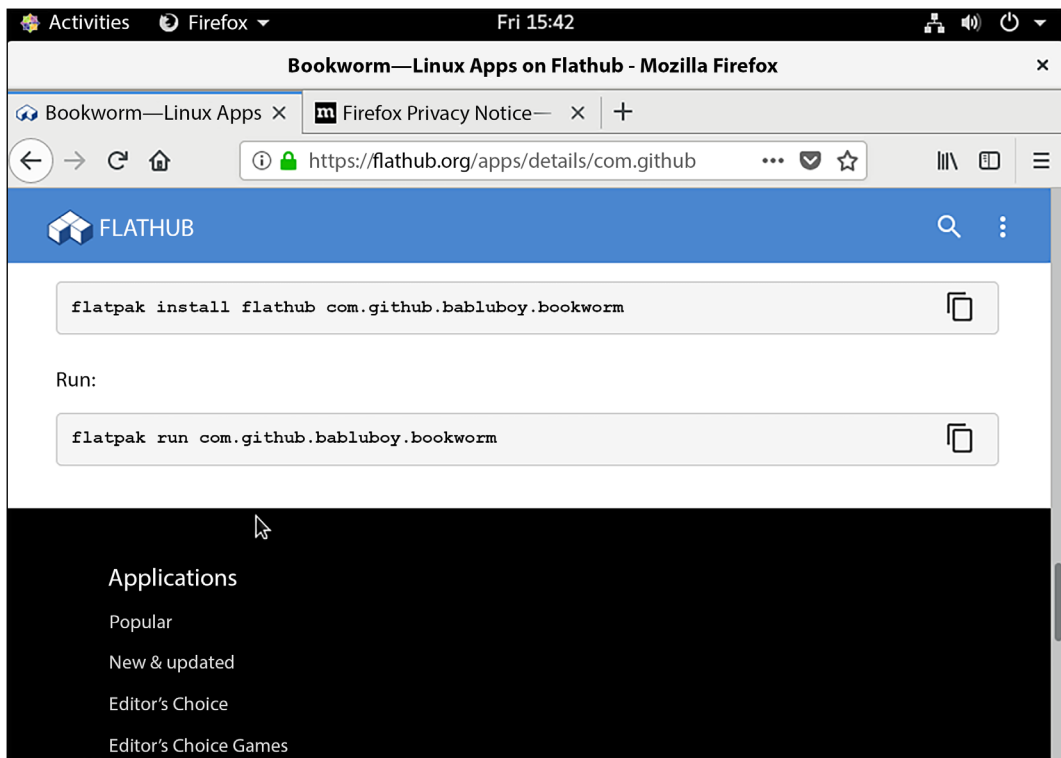 Activities Firefox Fri 15:42
Bookworm—Linux Apps on Flathub - Mozilla Firefox
Bookworm—Linux Apps m Firefox Privacy Notice—
https://flathub.org/apps/details/com.github
FLATHUB
flatpak install flathub com.github.babluboy.bookworm
Run:
flatpak run com.github.babluboy.bookworm
Applications
Popular
New & updated
Editor’s Choice
Editor’s Choice Games